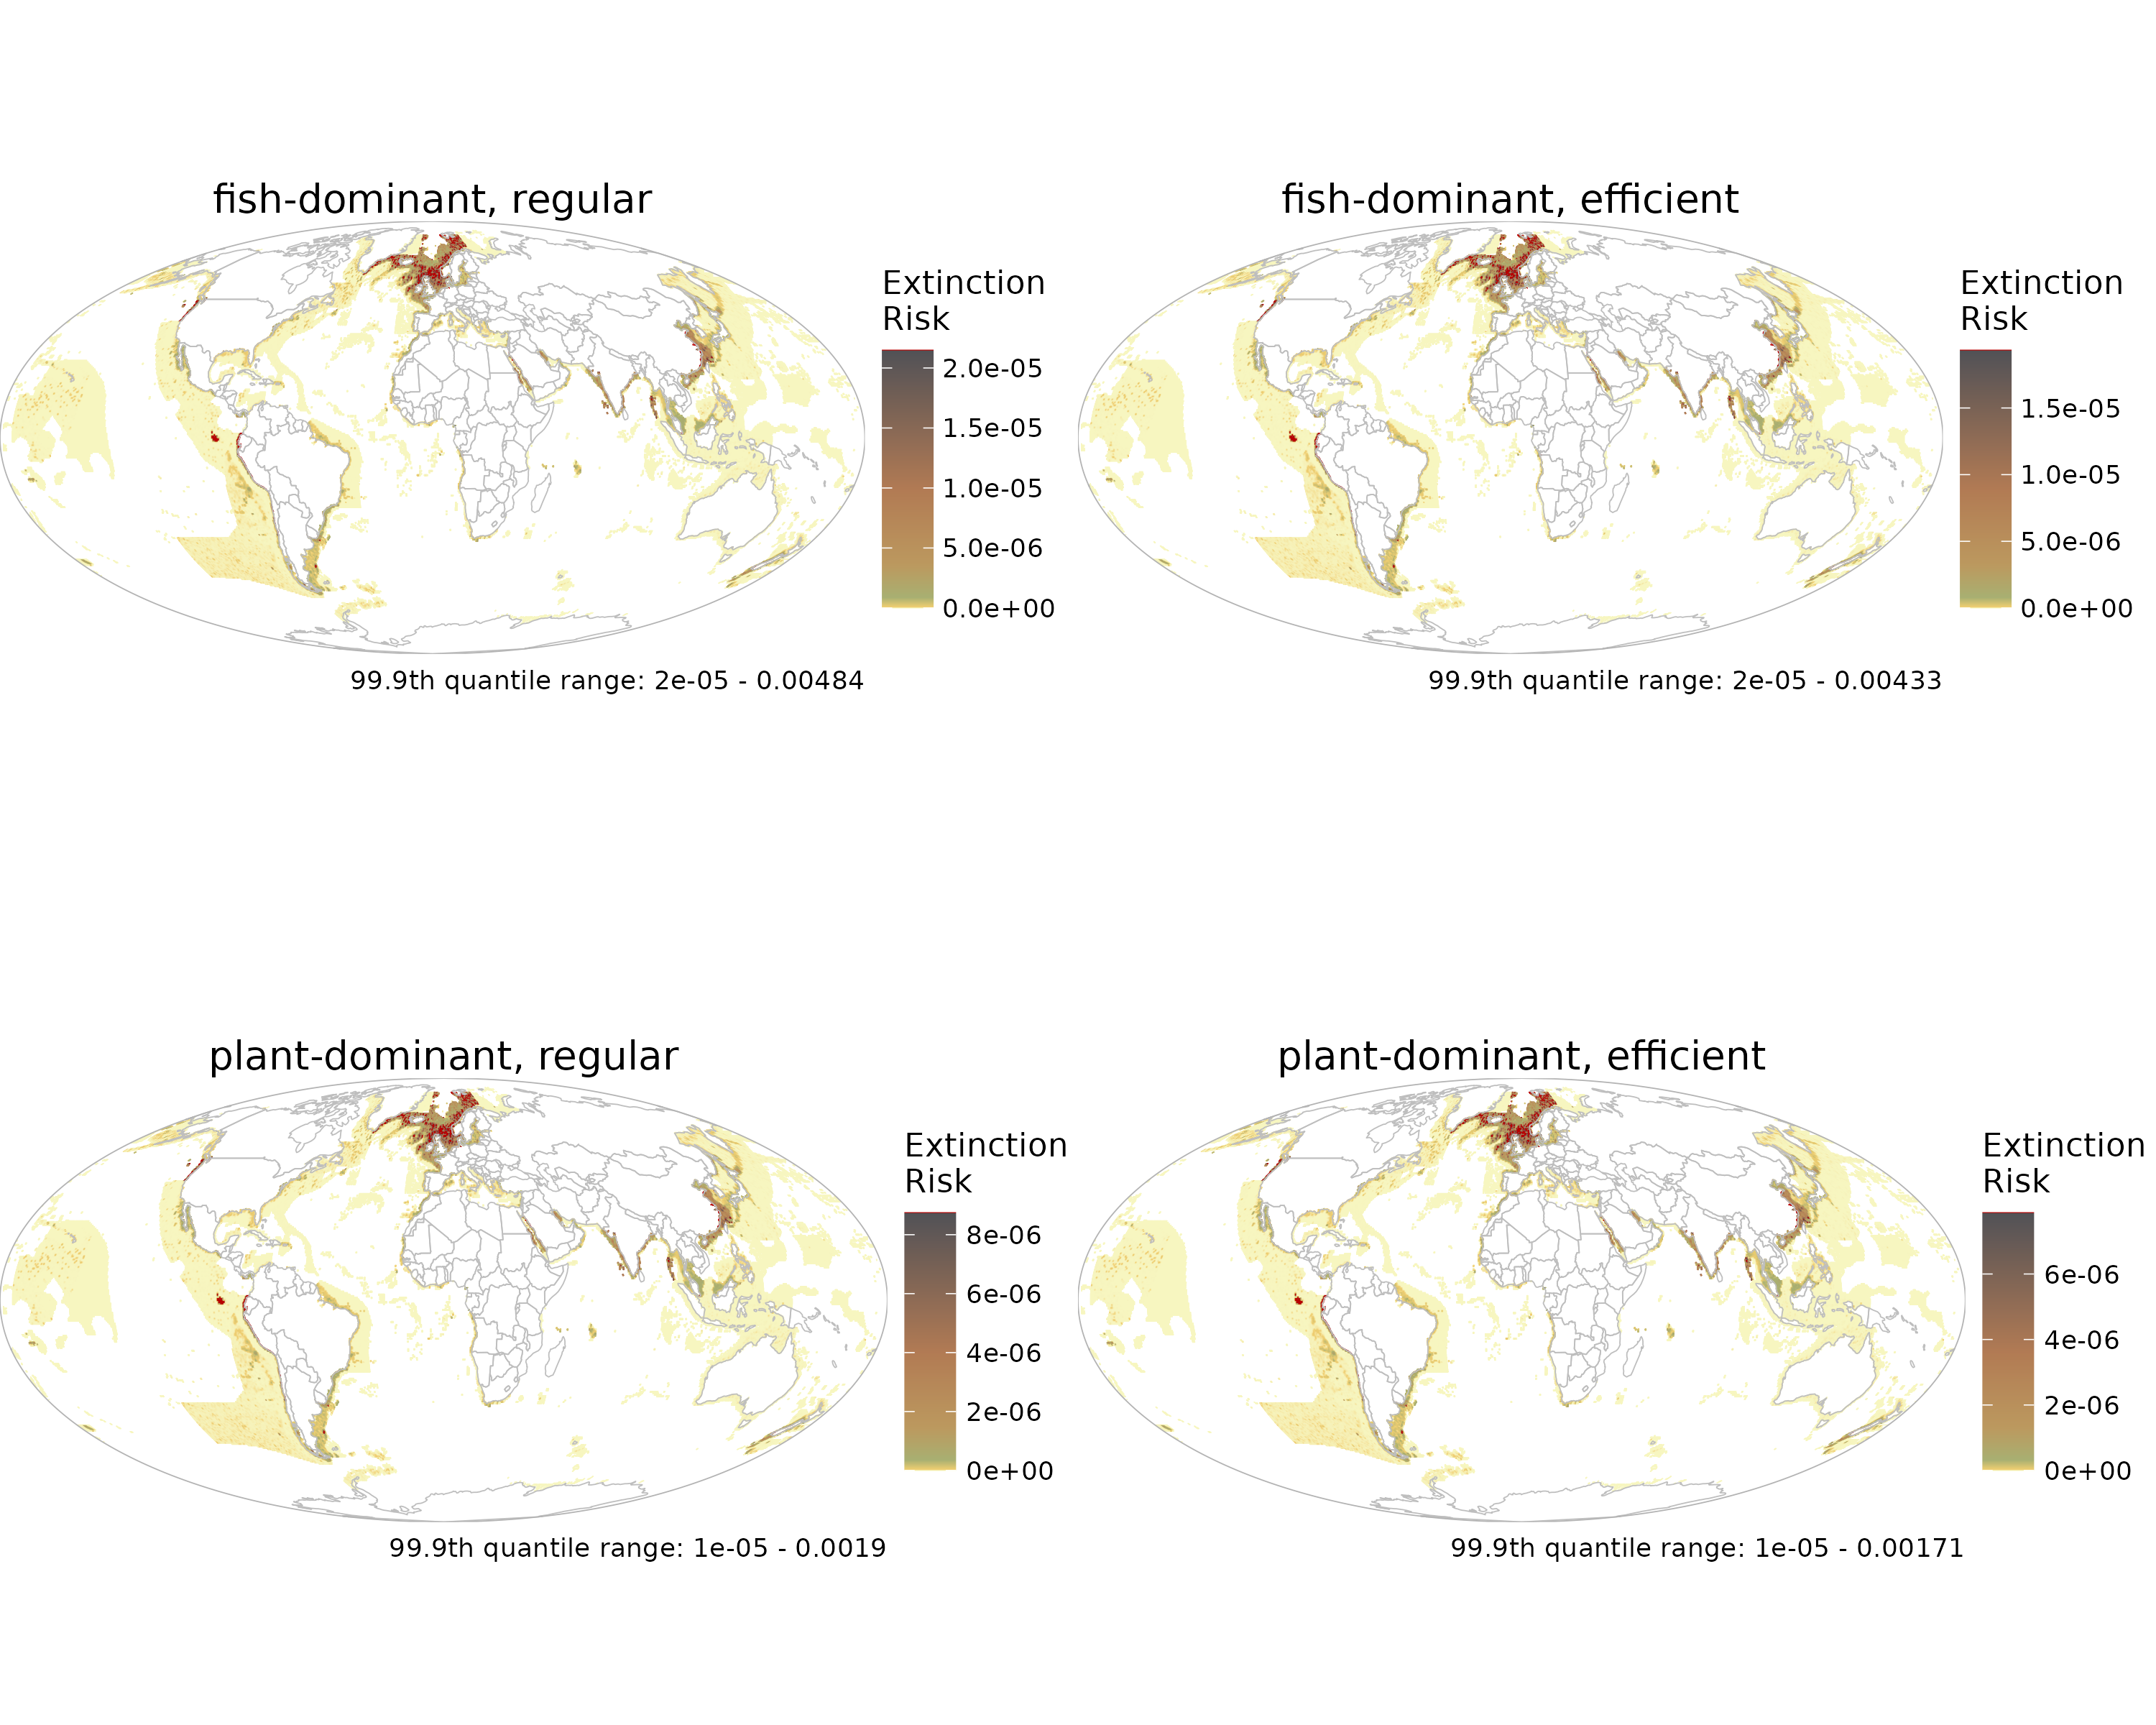 fish-dominant, regular
Extinction
Risk
2.0e-05
1.5e-05
1.0e-05
5.0e-06
0.0e+00
99.9th quantile range: 2e-05 - 0.00484
fish-dominant, efficient
Extinction
Risk
1.5e-05
1.0e-05
5.0e-06
0.0e+00
99.9th quantile range: 2e-05 - 0.00433
plant-dominant, regular
Extinction
Risk
8e-06
6e-06
4e-06
2e-06
0e+00
99.9th quantile range: 1e-05 - 0.0019
plant-dominant, efficient
Extinction
Risk
6e-06
4e-06
2e-06
0e+00
99.9th quantile range: 1e-05 - 0.00171